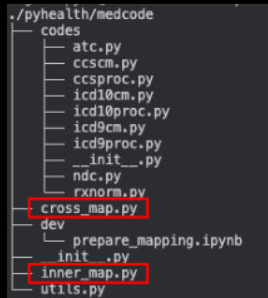 ./pyhealth/medcode
├── codes
│   ├── atc.py
│   ├── ccscm.py
│   ├── ccsproc.py
│   ├── icd10cm.py
│   ├── icd10proc.py
│   ├── icd9cm.py
│   ├── icd9proc.py
│   ├── __init__.py
│   ├── ndc.py
│   └── rxnorm.py
├── cross_map.py
├── dev
│   └── prepare_mapping.ipynb
├── __init__.py
├── inner_map.py
└── utils.py